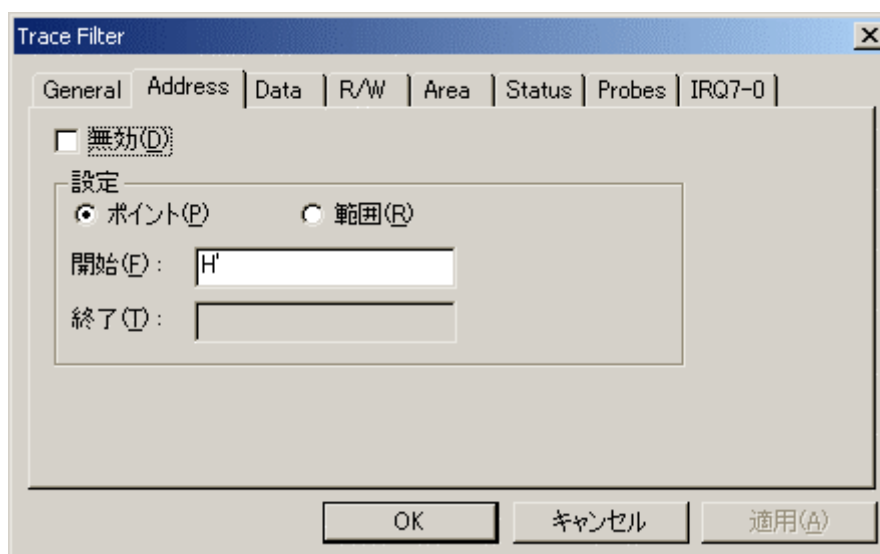 Trace Filter
General Address Data R/W Area Status Probes IRQ7-0
無効(D)
設定
ポイント(P) 範囲(R)
開始(F): H'
終了(T):
OK キャンセル 適用(A)